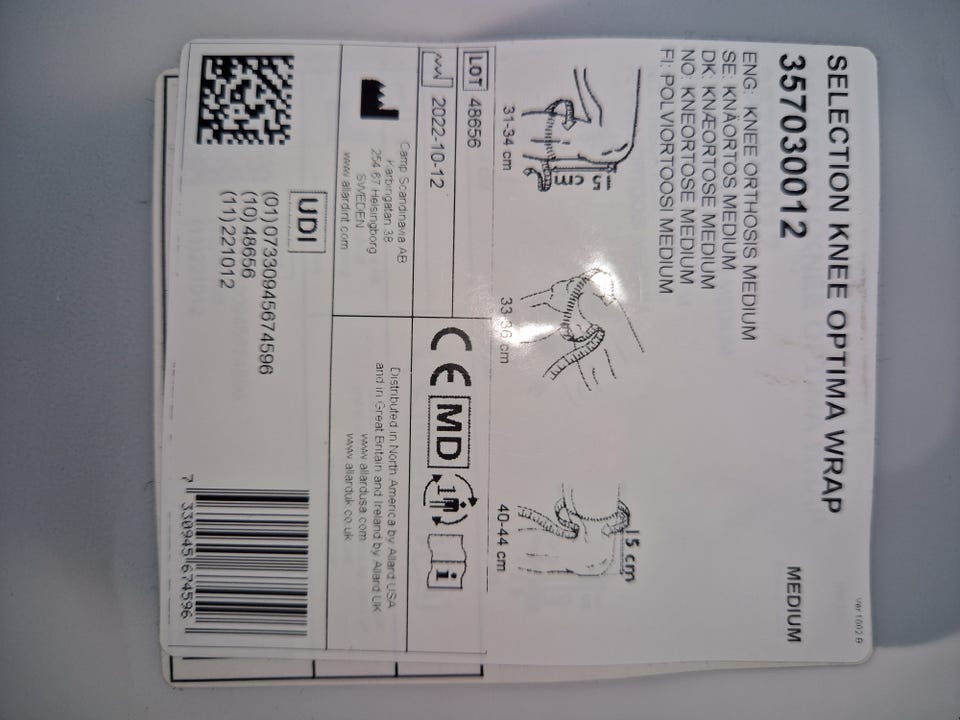 Ver1002 B
SELECTION KNEE OPTIMA WRAP
357030012
MEDIUM
ENG: KNEE ORTHOSIS MEDIUM
SE: KNÄORTOS MEDIUM
DK: KNÆORTOSE MEDIUM
NO: KNEORTOSE MEDIUM
FI: POLVIORTOOSI MEDIUM
15 cm
15 cm
31-34 cm
33-36 cm
40-44 cm
LOT 48656
2022-10-12
CE MD 1 i
Camp Scandinavia AB
Karbingatan 38
254 67 Helsingborg
SWEDEN
www.allardint.com
Distributed in North America by Allard USA
and in Great Britain and Ireland by Allard UK
www.allardusa.com
www.allarduk.co.uk
UDI
(01)07330945674596
(10)48656
(11)221012
7 330945 674596